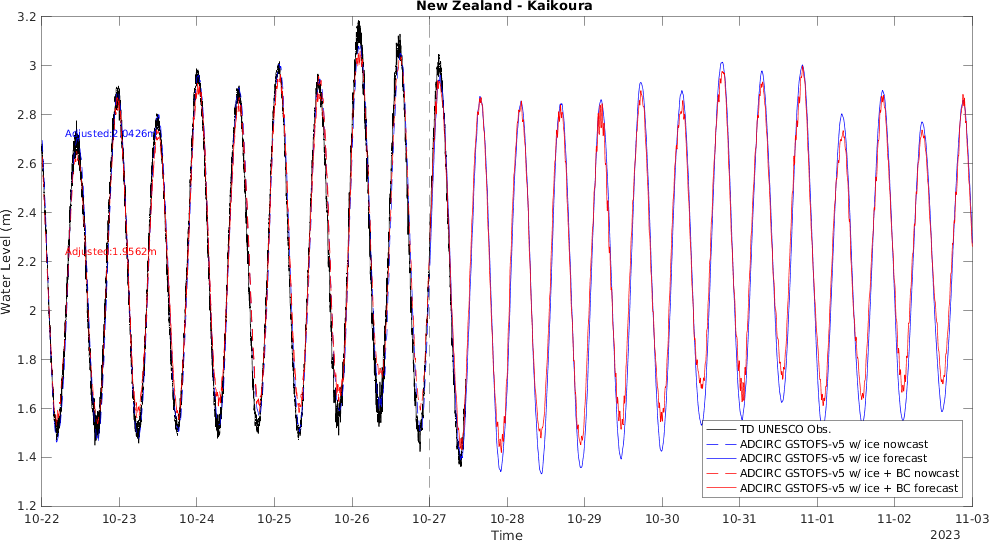 New Zealand - Kaikoura
3.2
3
2.8
2.6
2.4
2.2
2
1.8
1.6
1.4
1.2
Water Level (m)
Adjusted:2.0426m
Adjusted:1.9562m
TD UNESCO Obs.
ADCIRC GSTOFS-v5 w/ ice nowcast
ADCIRC GSTOFS-v5 w/ ice forecast
ADCIRC GSTOFS-v5 w/ ice + BC nowcast
ADCIRC GSTOFS-v5 w/ ice + BC forecast
10-22 10-23 10-24 10-25 10-26 10-27 10-28 10-29 10-30 10-31 11-01 11-02 11-03
Time
2023